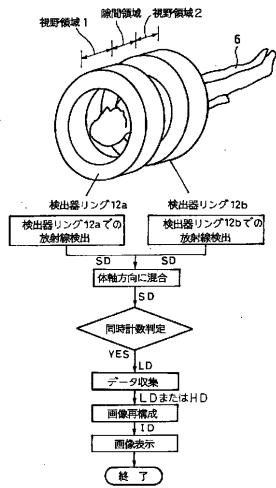 隙間領域
視野領域1
視野領域2
6
検出器リング12a
検出器リング12b
検出器リング12aでの
放射線検出
検出器リング12bでの
放射線検出
SD
SD
体軸方向に混合
SD
同時計数判定
YES
LD
データ収集
LDまたはHD
画像再構成
ID
画像表示
終了